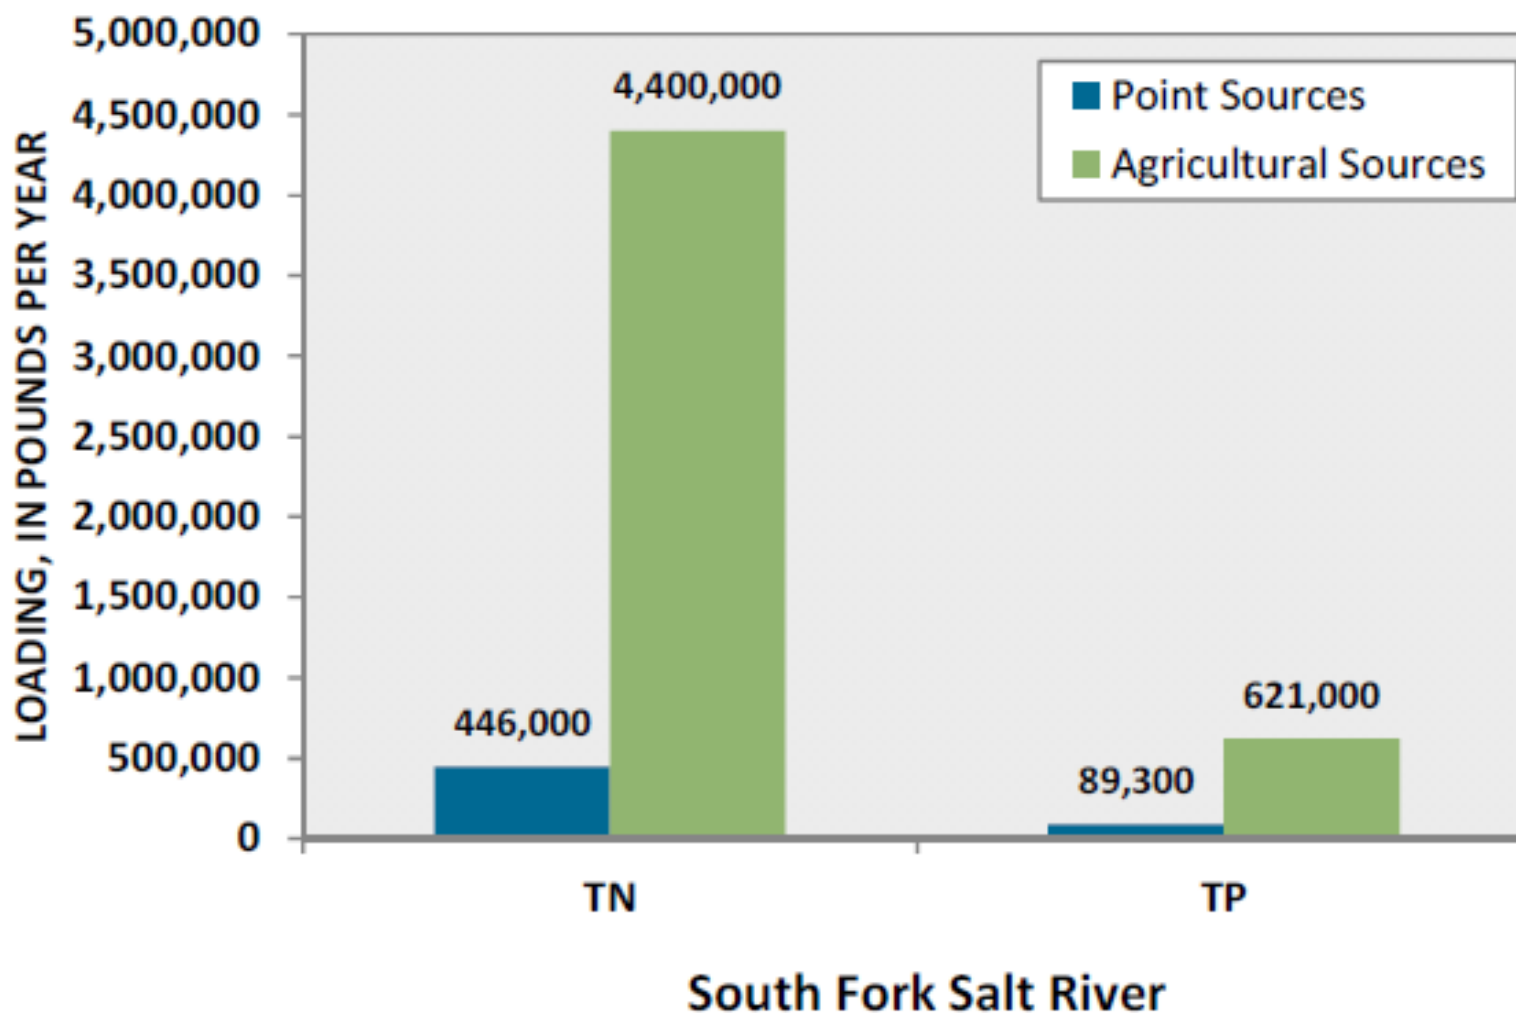 5,000,000
4,500,000
4,000,000
3,500,000
3,000,000
2,500,000
2,000,000
1,500,000
1,000,000
500,000
0
LOADING, IN POUNDS PER YEAR
4,400,000
446,000
621,000
89,300
Point Sources
Agricultural Sources
TN
TP
South Fork Salt River